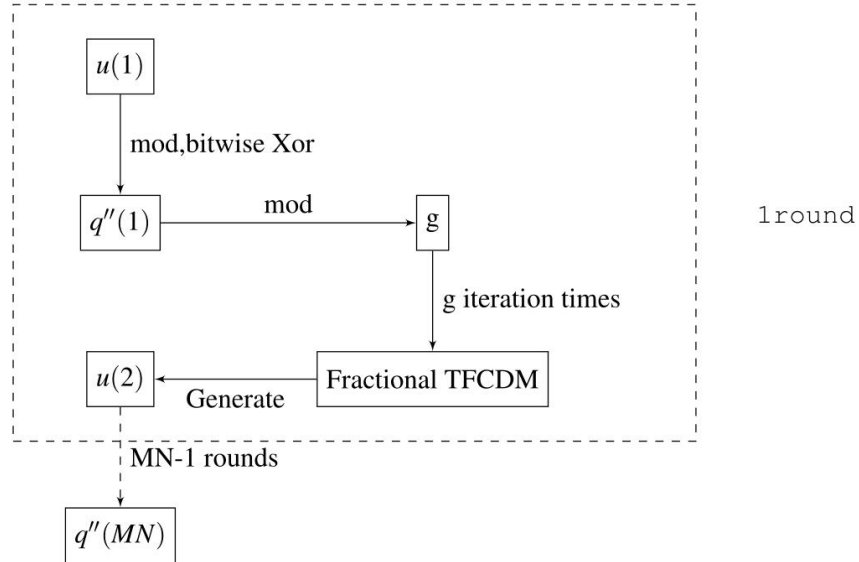 u(1)
mod,bitwise Xor
q″(1)
mod
g
1round
g iteration times
u(2)
Generate
Fractional TFCDM
MN-1 rounds
q″(MN)